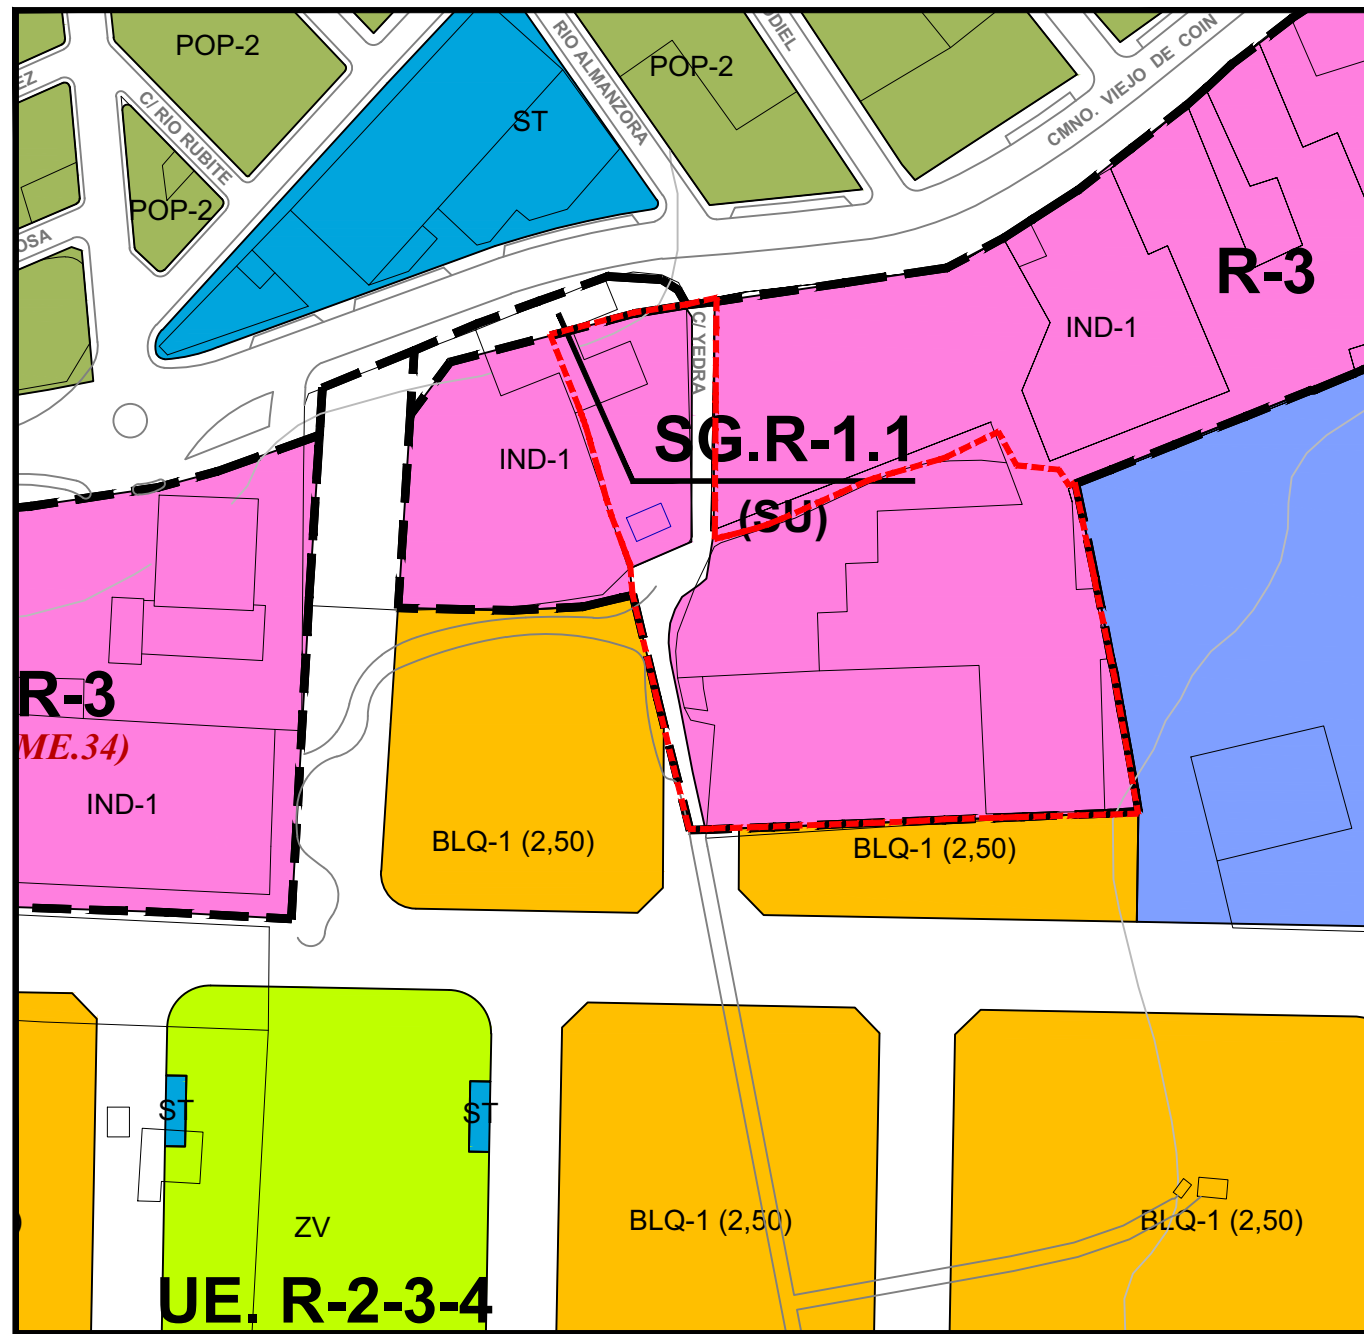 POP-2
RIO ALMANZORA
POP-2
CMNO. VIEJO DE COIN
C/ RIO RUBITE
ST
POP-2
R-3
C/ YEDRA
IND-1
SG.R-1.1
IND-1
(SU)
R-3
ME.34)
IND-1
BLQ-1 (2,50)
BLQ-1 (2,50)
ST
ST
ZV
BLQ-1 (2,50)
BLQ-1 (2,50)
UE. R-2-3-4